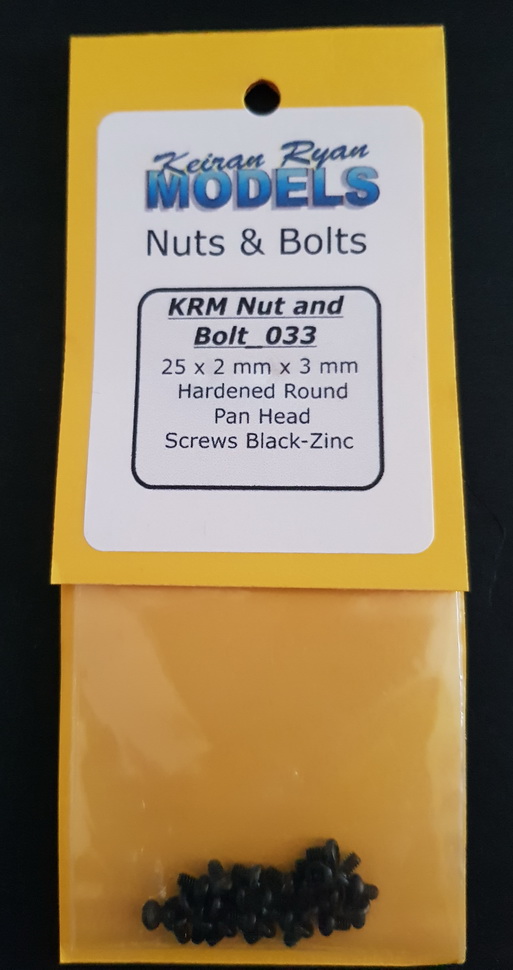 Keiran Ryan
MODELS
Nuts & Bolts
KRM Nut and
Bolt_033
25 x 2 mm x 3 mm
Hardened Round
Pan Head
Screws Black-Zinc